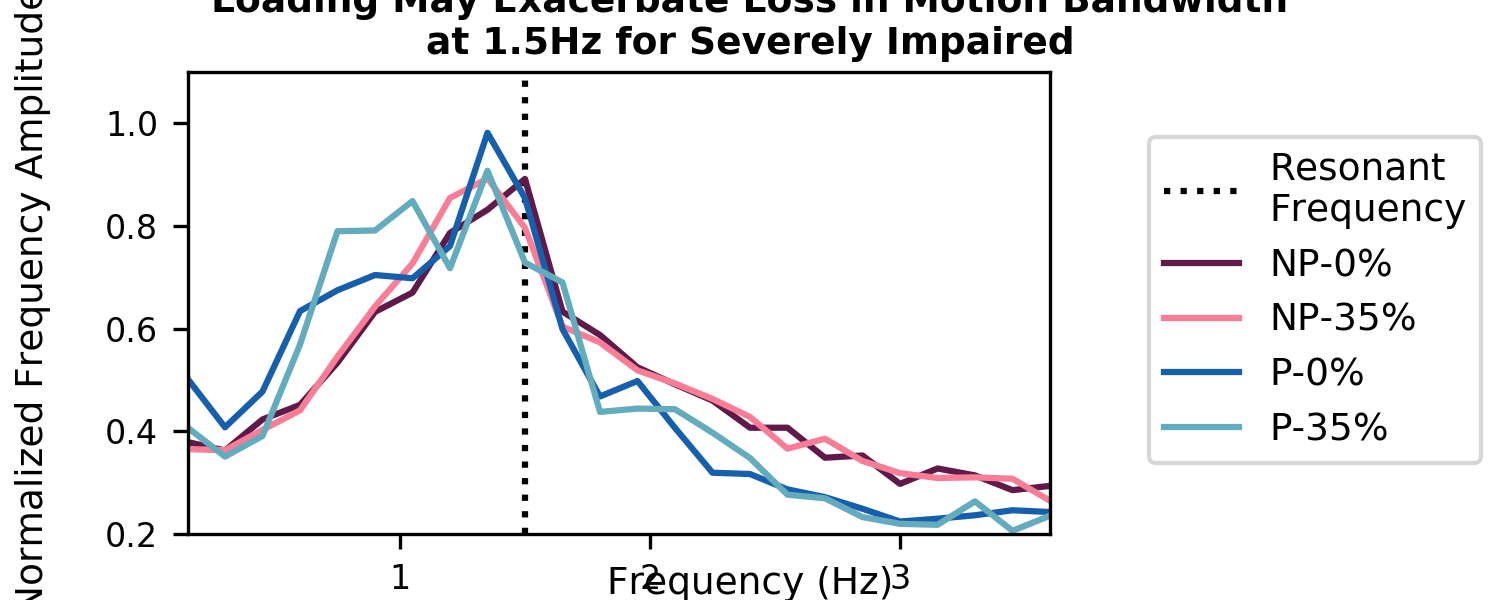 Loading May Exacerbate Loss in Motion Bandwidth
at 1.5Hz for Severely Impaired
Normalized Frequency Amplitude
1.0
0.8
0.6
0.4
0.2
1
2
3
Frequency (Hz)
Resonant
Frequency
NP-0%
NP-35%
P-0%
P-35%